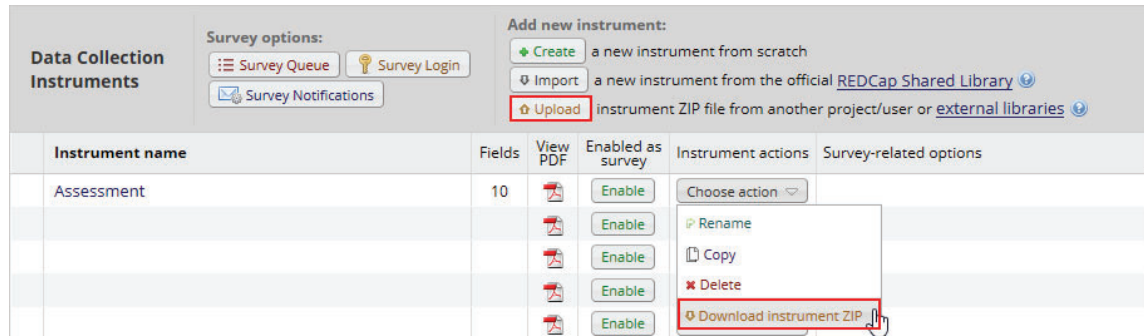 Data Collection Instruments
Survey options:
Survey Queue
Survey Login
Survey Notifications
Add new instrument:
Create a new instrument from scratch
Import a new instrument from the official REDCap Shared Library
Upload instrument ZIP file from another project/user or external libraries
Instrument name Fields View PDF Enabled as survey Instrument actions Survey-related options
Assessment 10 Enable Choose action
Enable Rename
Enable Copy
Enable Delete
Enable Download instrument ZIP